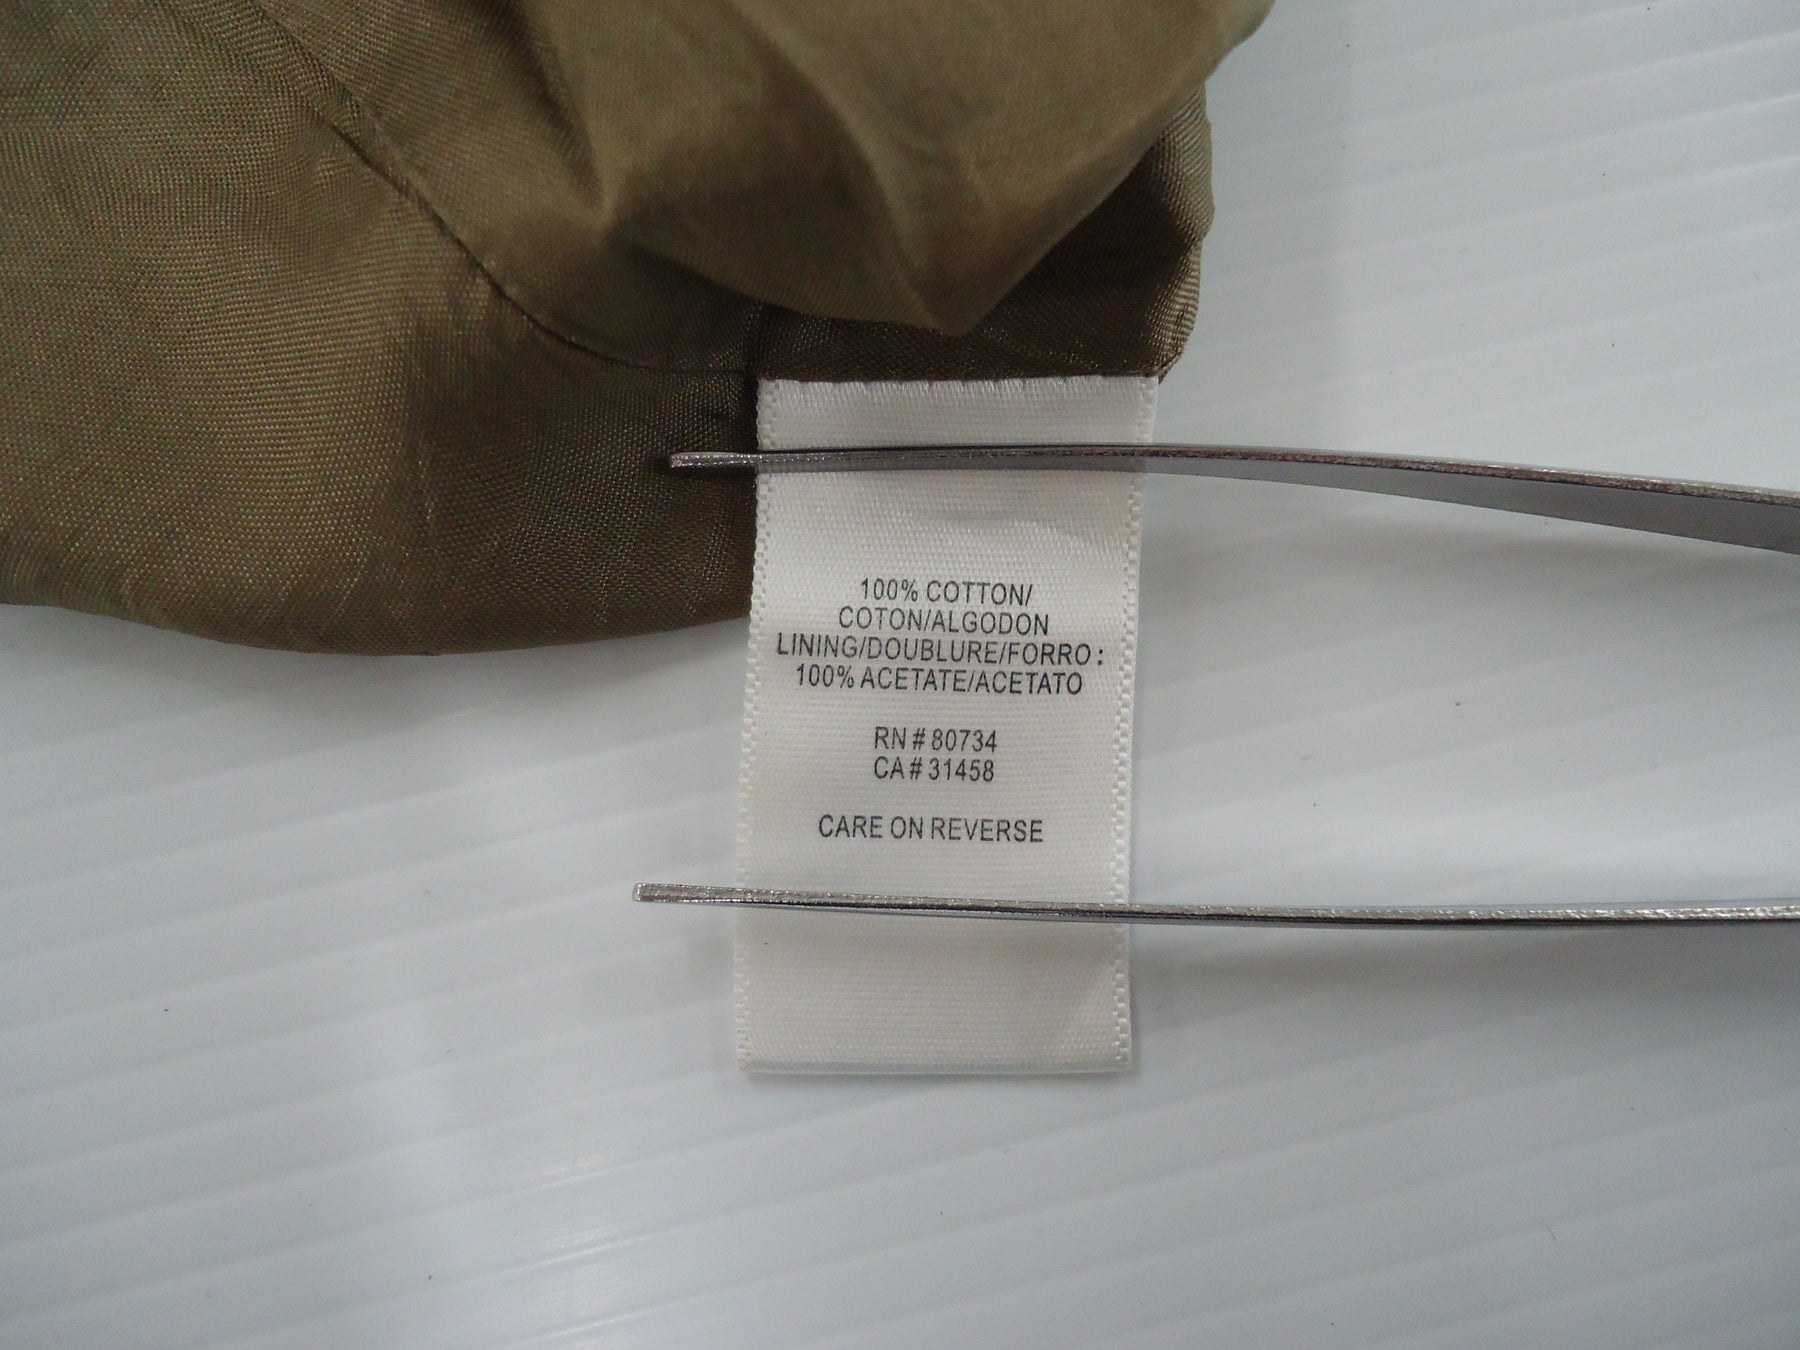 100% COTTON/
COTON/ALGODON
LINING/DOUBLURE/FORRO:
100% ACETATE/ACETATO
RN#80734
CA#31458
CARE ON REVERSE